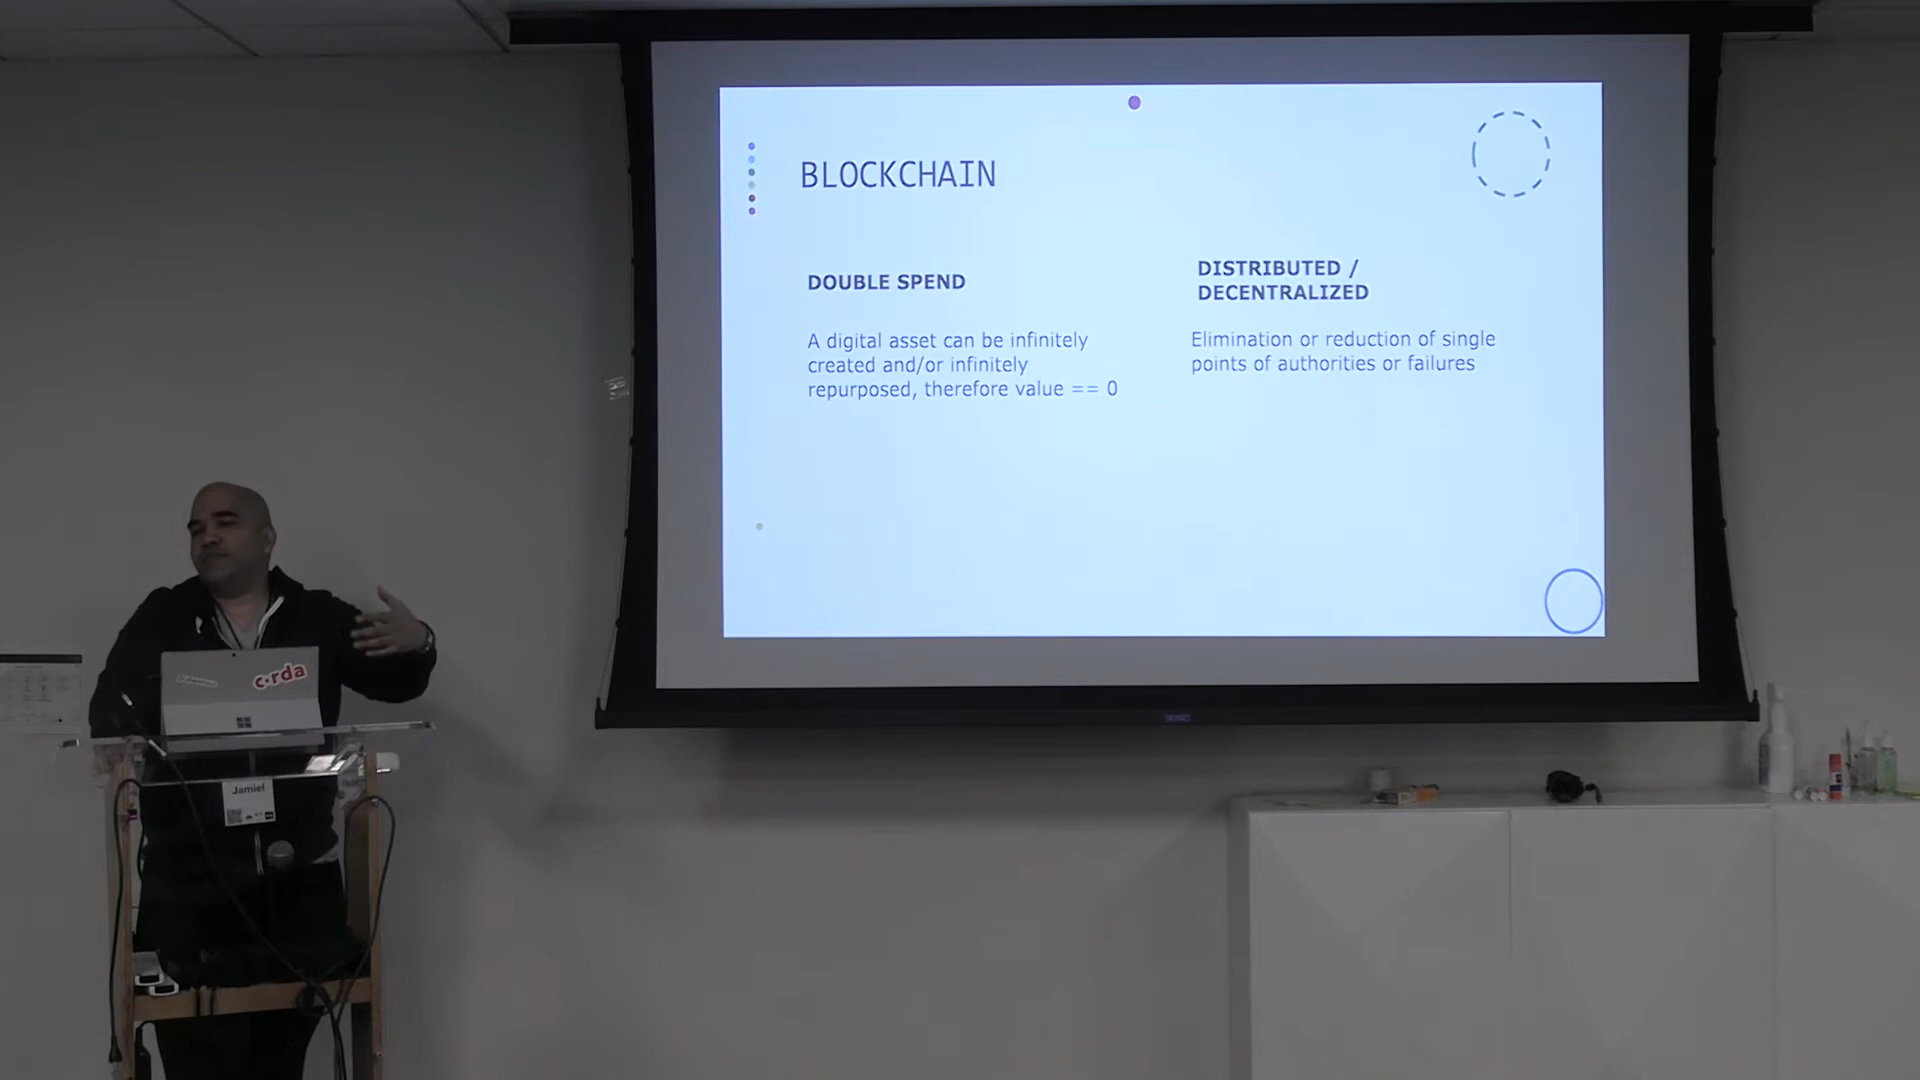 BLOCKCHAIN
DOUBLE SPEND
A digital asset can be infinitely
created and/or infinitely
repurposed, therefore value == 0
DISTRIBUTED /
DECENTRALIZED
Elimination or reduction of single
points of authorities or failures
c·rda
Jamiel